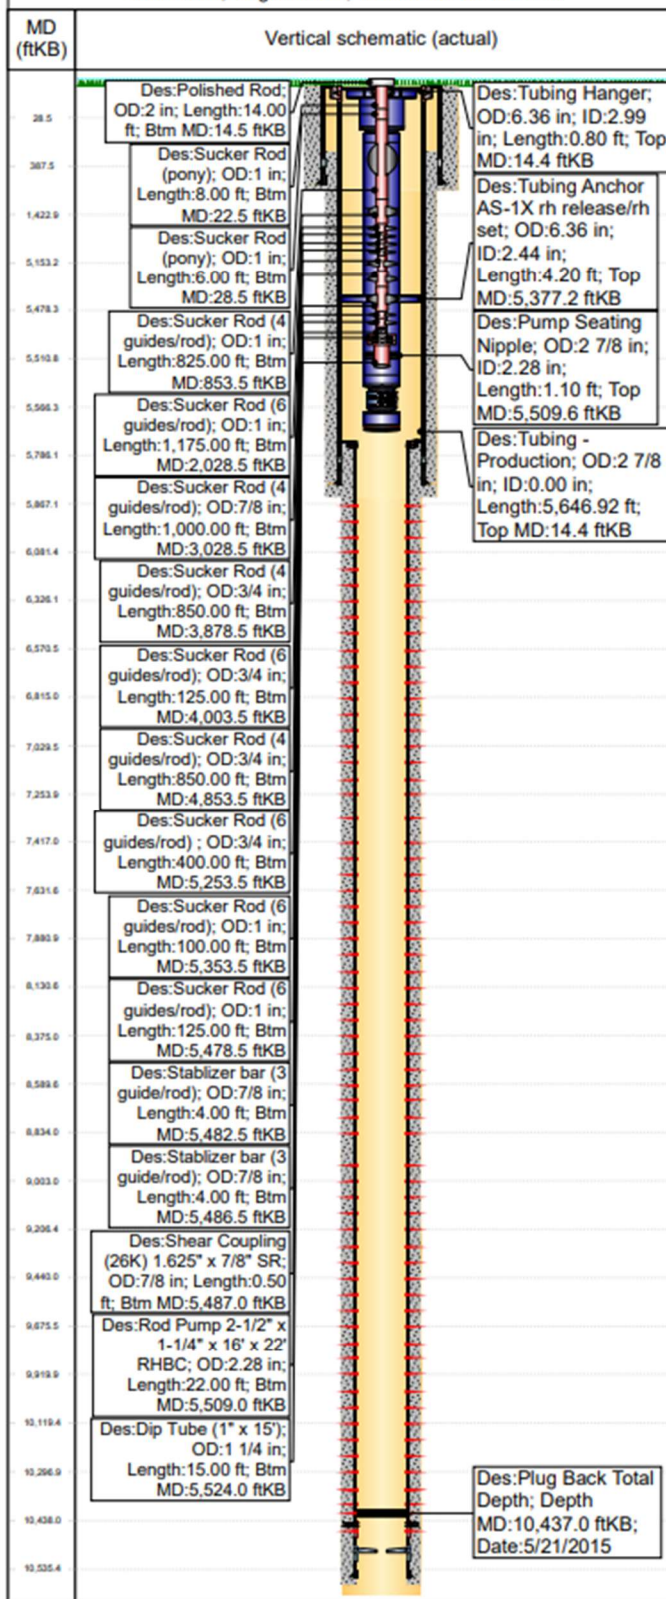 MD
(ftKB)
Vertical schematic (actual)
28.5
387.5
1,422.9
5,153.2
5,478.3
5,510.8
5,566.3
5,796.1
5,867.1
6,081.4
6,326.1
6,570.5
6,815.0
7,029.5
7,253.9
7,417.0
7,631.6
7,880.9
8,130.6
8,375.0
8,589.6
8,834.0
9,003.0
9,206.4
9,440.0
9,675.5
9,919.9
10,119.4
10,296.9
10,438.0
10,535.4
Des:Polished Rod;
OD:2 in; Length:14.00
ft; Btm MD:14.5 ftKB
Des:Sucker Rod
(pony); OD:1 in;
Length:8.00 ft; Btm
MD:22.5 ftKB
Des:Sucker Rod
(pony); OD:1 in;
Length:6.00 ft; Btm
MD:28.5 ftKB
Des:Sucker Rod (4
guides/rod); OD:1 in;
Length:825.00 ft; Btm
MD:853.5 ftKB
Des:Sucker Rod (6
guides/rod); OD:1 in;
Length:1,175.00 ft; Btm
MD:2,028.5 ftKB
Des:Sucker Rod (4
guides/rod); OD:7/8 in;
Length:1,000.00 ft; Btm
MD:3,028.5 ftKB
Des:Sucker Rod (4
guides/rod); OD:3/4 in;
Length:850.00 ft; Btm
MD:3,878.5 ftKB
Des:Sucker Rod (6
guides/rod); OD:3/4 in;
Length:125.00 ft; Btm
MD:4,003.5 ftKB
Des:Sucker Rod (4
guides/rod); OD:3/4 in;
Length:850.00 ft; Btm
MD:4,853.5 ftKB
Des:Sucker Rod (6
guides/rod) ; OD:3/4 in;
Length:400.00 ft; Btm
MD:5,253.5 ftKB
Des:Sucker Rod (6
guides/rod); OD:1 in;
Length:100.00 ft; Btm
MD:5,353.5 ftKB
Des:Sucker Rod (6
guides/rod); OD:1 in;
Length:125.00 ft; Btm
MD:5,478.5 ftKB
Des:Stablizer bar (3
guide/rod); OD:7/8 in;
Length:4.00 ft; Btm
MD:5,482.5 ftKB
Des:Stablizer bar (3
guide/rod); OD:7/8 in;
Length:4.00 ft; Btm
MD:5,486.5 ftKB
Des:Shear Coupling
(26K) 1.625" x 7/8" SR;
OD:7/8 in; Length:0.50
ft; Btm MD:5,487.0 ftKB
Des:Rod Pump 2-1/2" x
1-1/4" x 16' x 22'
RHBC; OD:2.28 in;
Length:22.00 ft; Btm
MD:5,509.0 ftKB
Des:Dip Tube (1" x 15');
OD:1 1/4 in;
Length:15.00 ft; Btm
MD:5,524.0 ftKB
Des:Tubing Hanger;
OD:6.36 in; ID:2.99
in; Length:0.80 ft; Top
MD:14.4 ftKB
Des:Tubing Anchor
AS-1X rh release/rh
set; OD:6.36 in;
ID:2.44 in;
Length:4.20 ft; Top
MD:5,377.2 ftKB
Des:Pump Seating
Nipple; OD:2 7/8 in;
ID:2.28 in;
Length:1.10 ft; Top
MD:5,509.6 ftKB
Des:Tubing -
Production; OD:2 7/8
in; ID:0.00 in;
Length:5,646.92 ft;
Top MD:14.4 ftKB
Des:Plug Back Total
Depth; Depth
MD:10,437.0 ftKB;
Date:5/21/2015